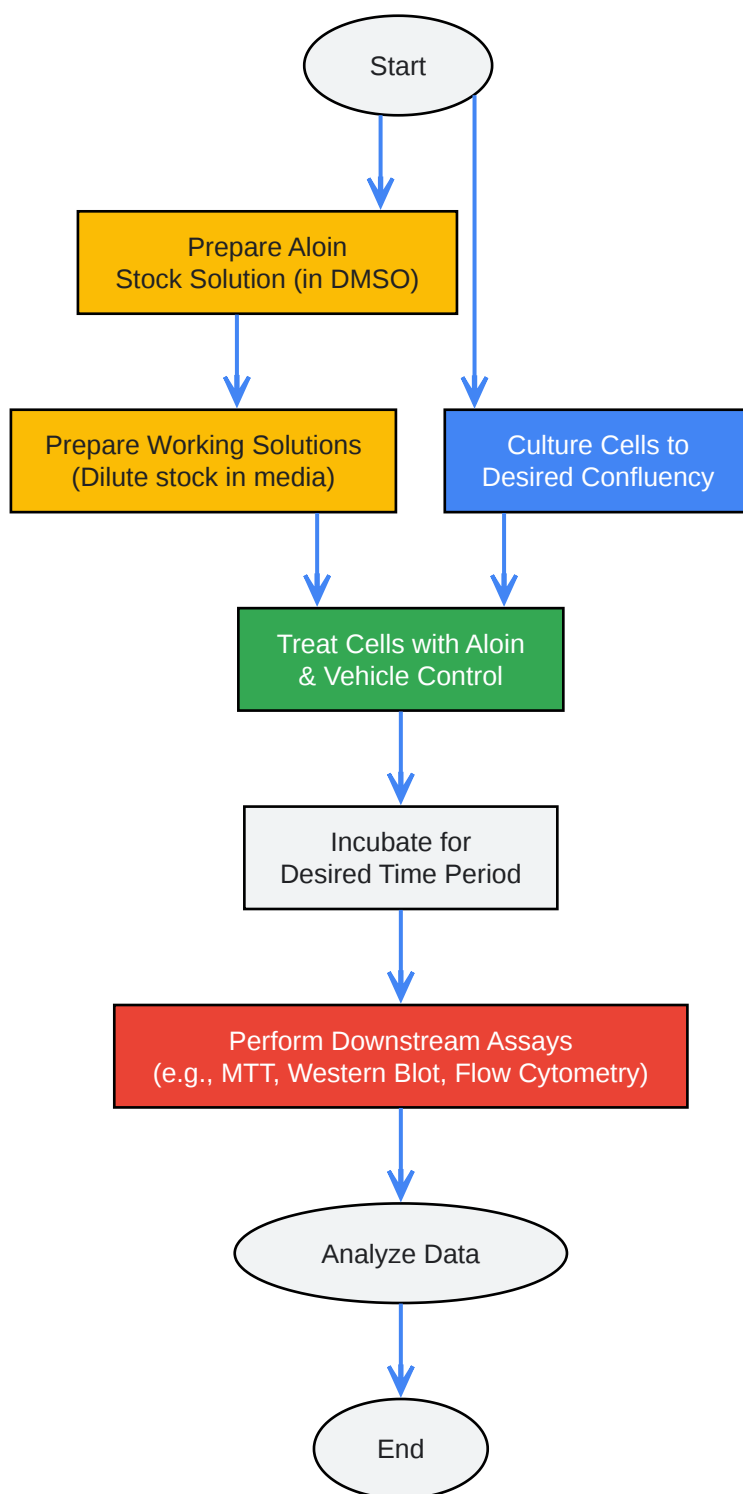 Start
Prepare Aloin
Stock Solution (in DMSO)
Prepare Working Solutions
(Dilute stock in media)
Culture Cells to
Desired Confluency
Treat Cells with Aloin
& Vehicle Control
Incubate for
Desired Time Period
Perform Downstream Assays
(e.g., MTT, Western Blot, Flow Cytometry)
Analyze Data
End